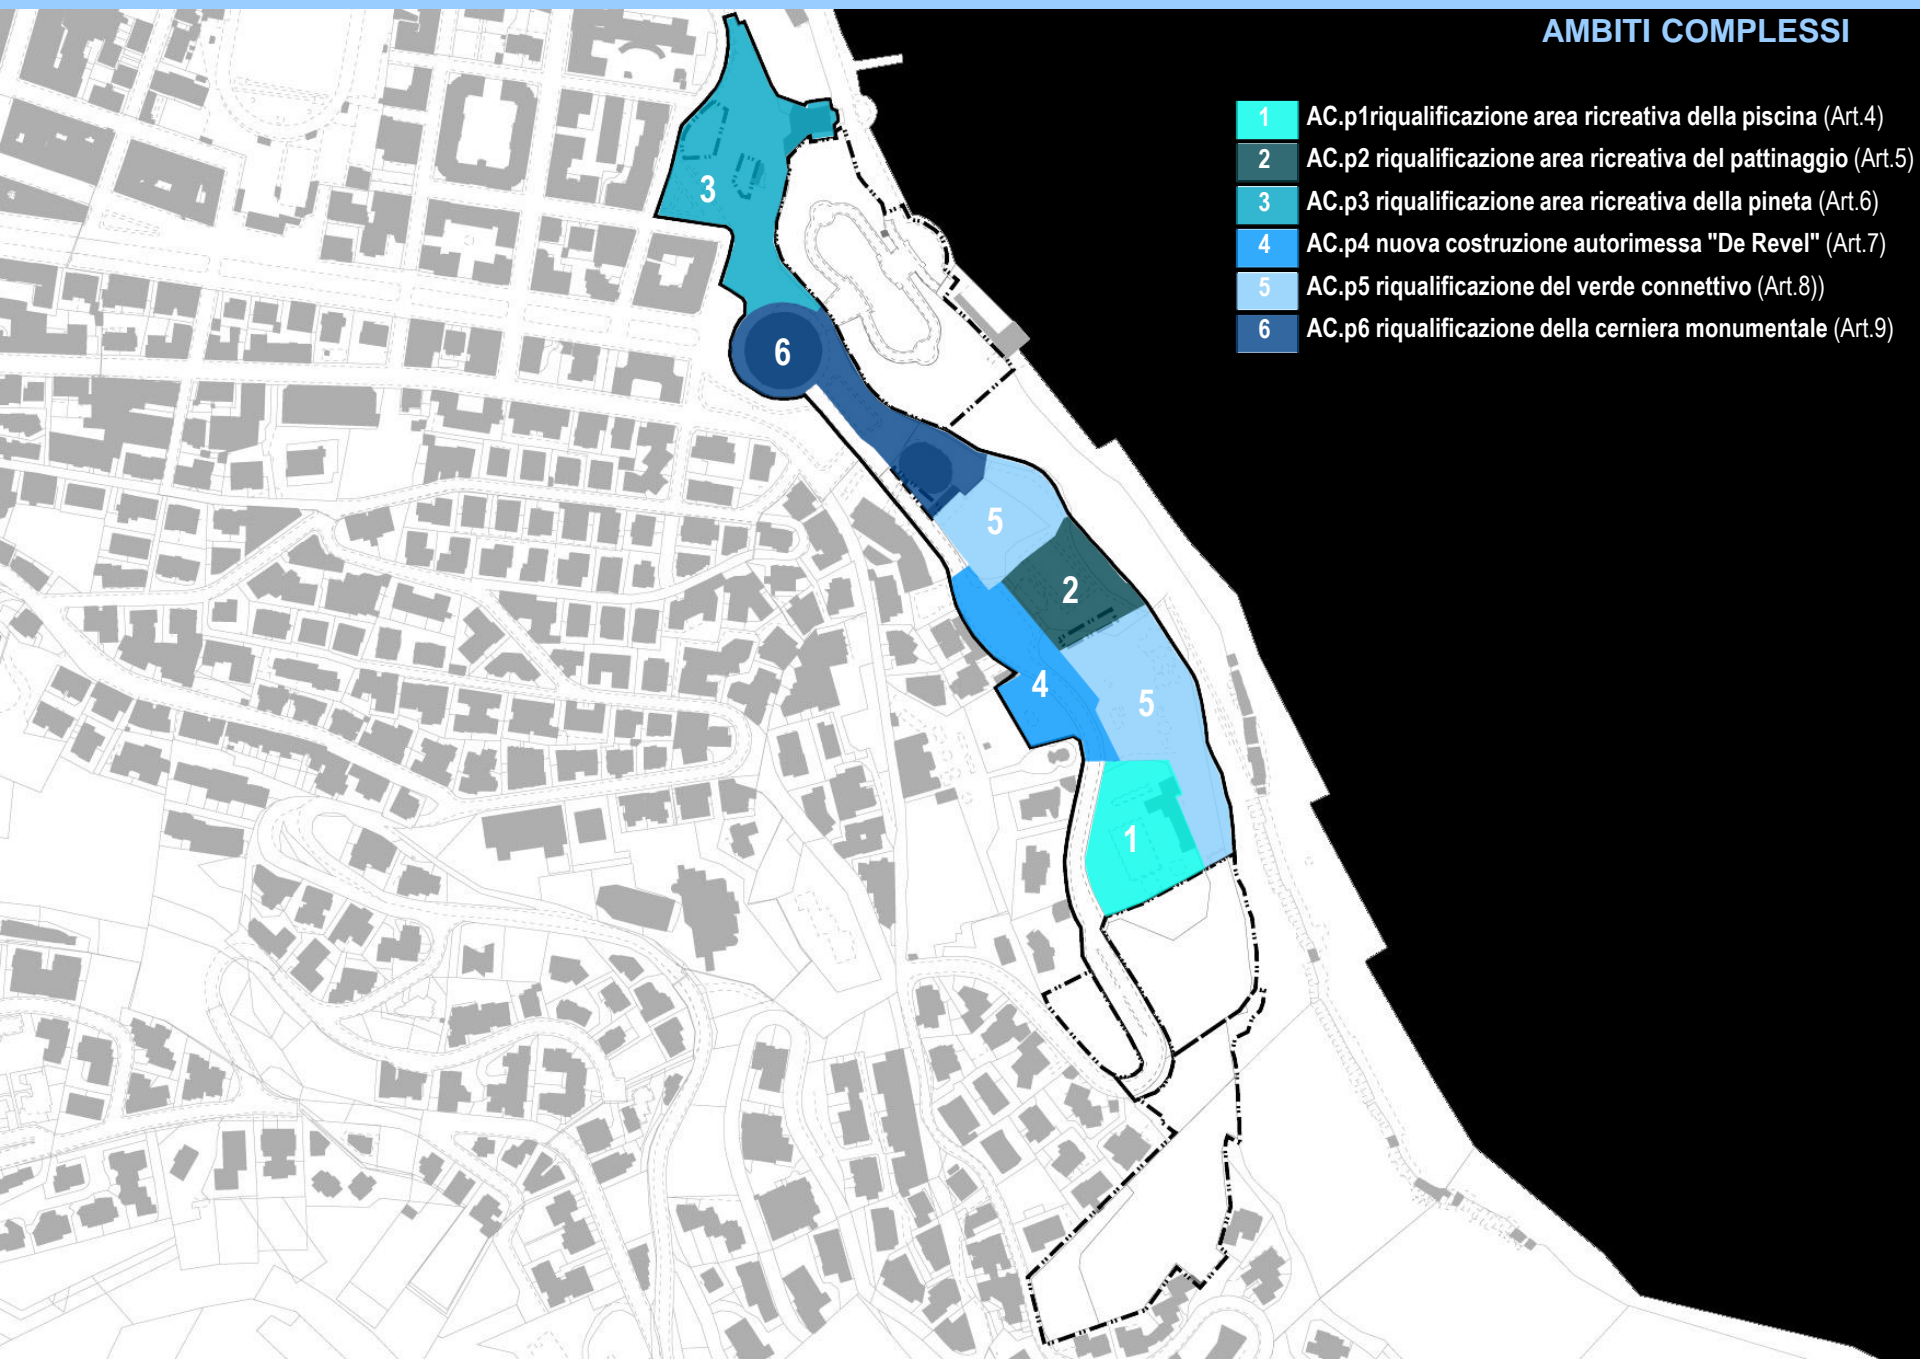 AMBITI COMPLESSI
1 AC.p1riqualificazione area ricreativa della piscina (Art.4)
2 AC.p2 riqualificazione area ricreativa del pattinaggio (Art.5)
3 AC.p3 riqualificazione area ricreativa della pineta (Art.6)
4 AC.p4 nuova costruzione autorimessa "De Revel" (Art.7)
5 AC.p5 riqualificazione del verde connettivo (Art.8))
6 AC.p6 riqualificazione della cerniera monumentale (Art.9)
3
6
5
2
4
5
1